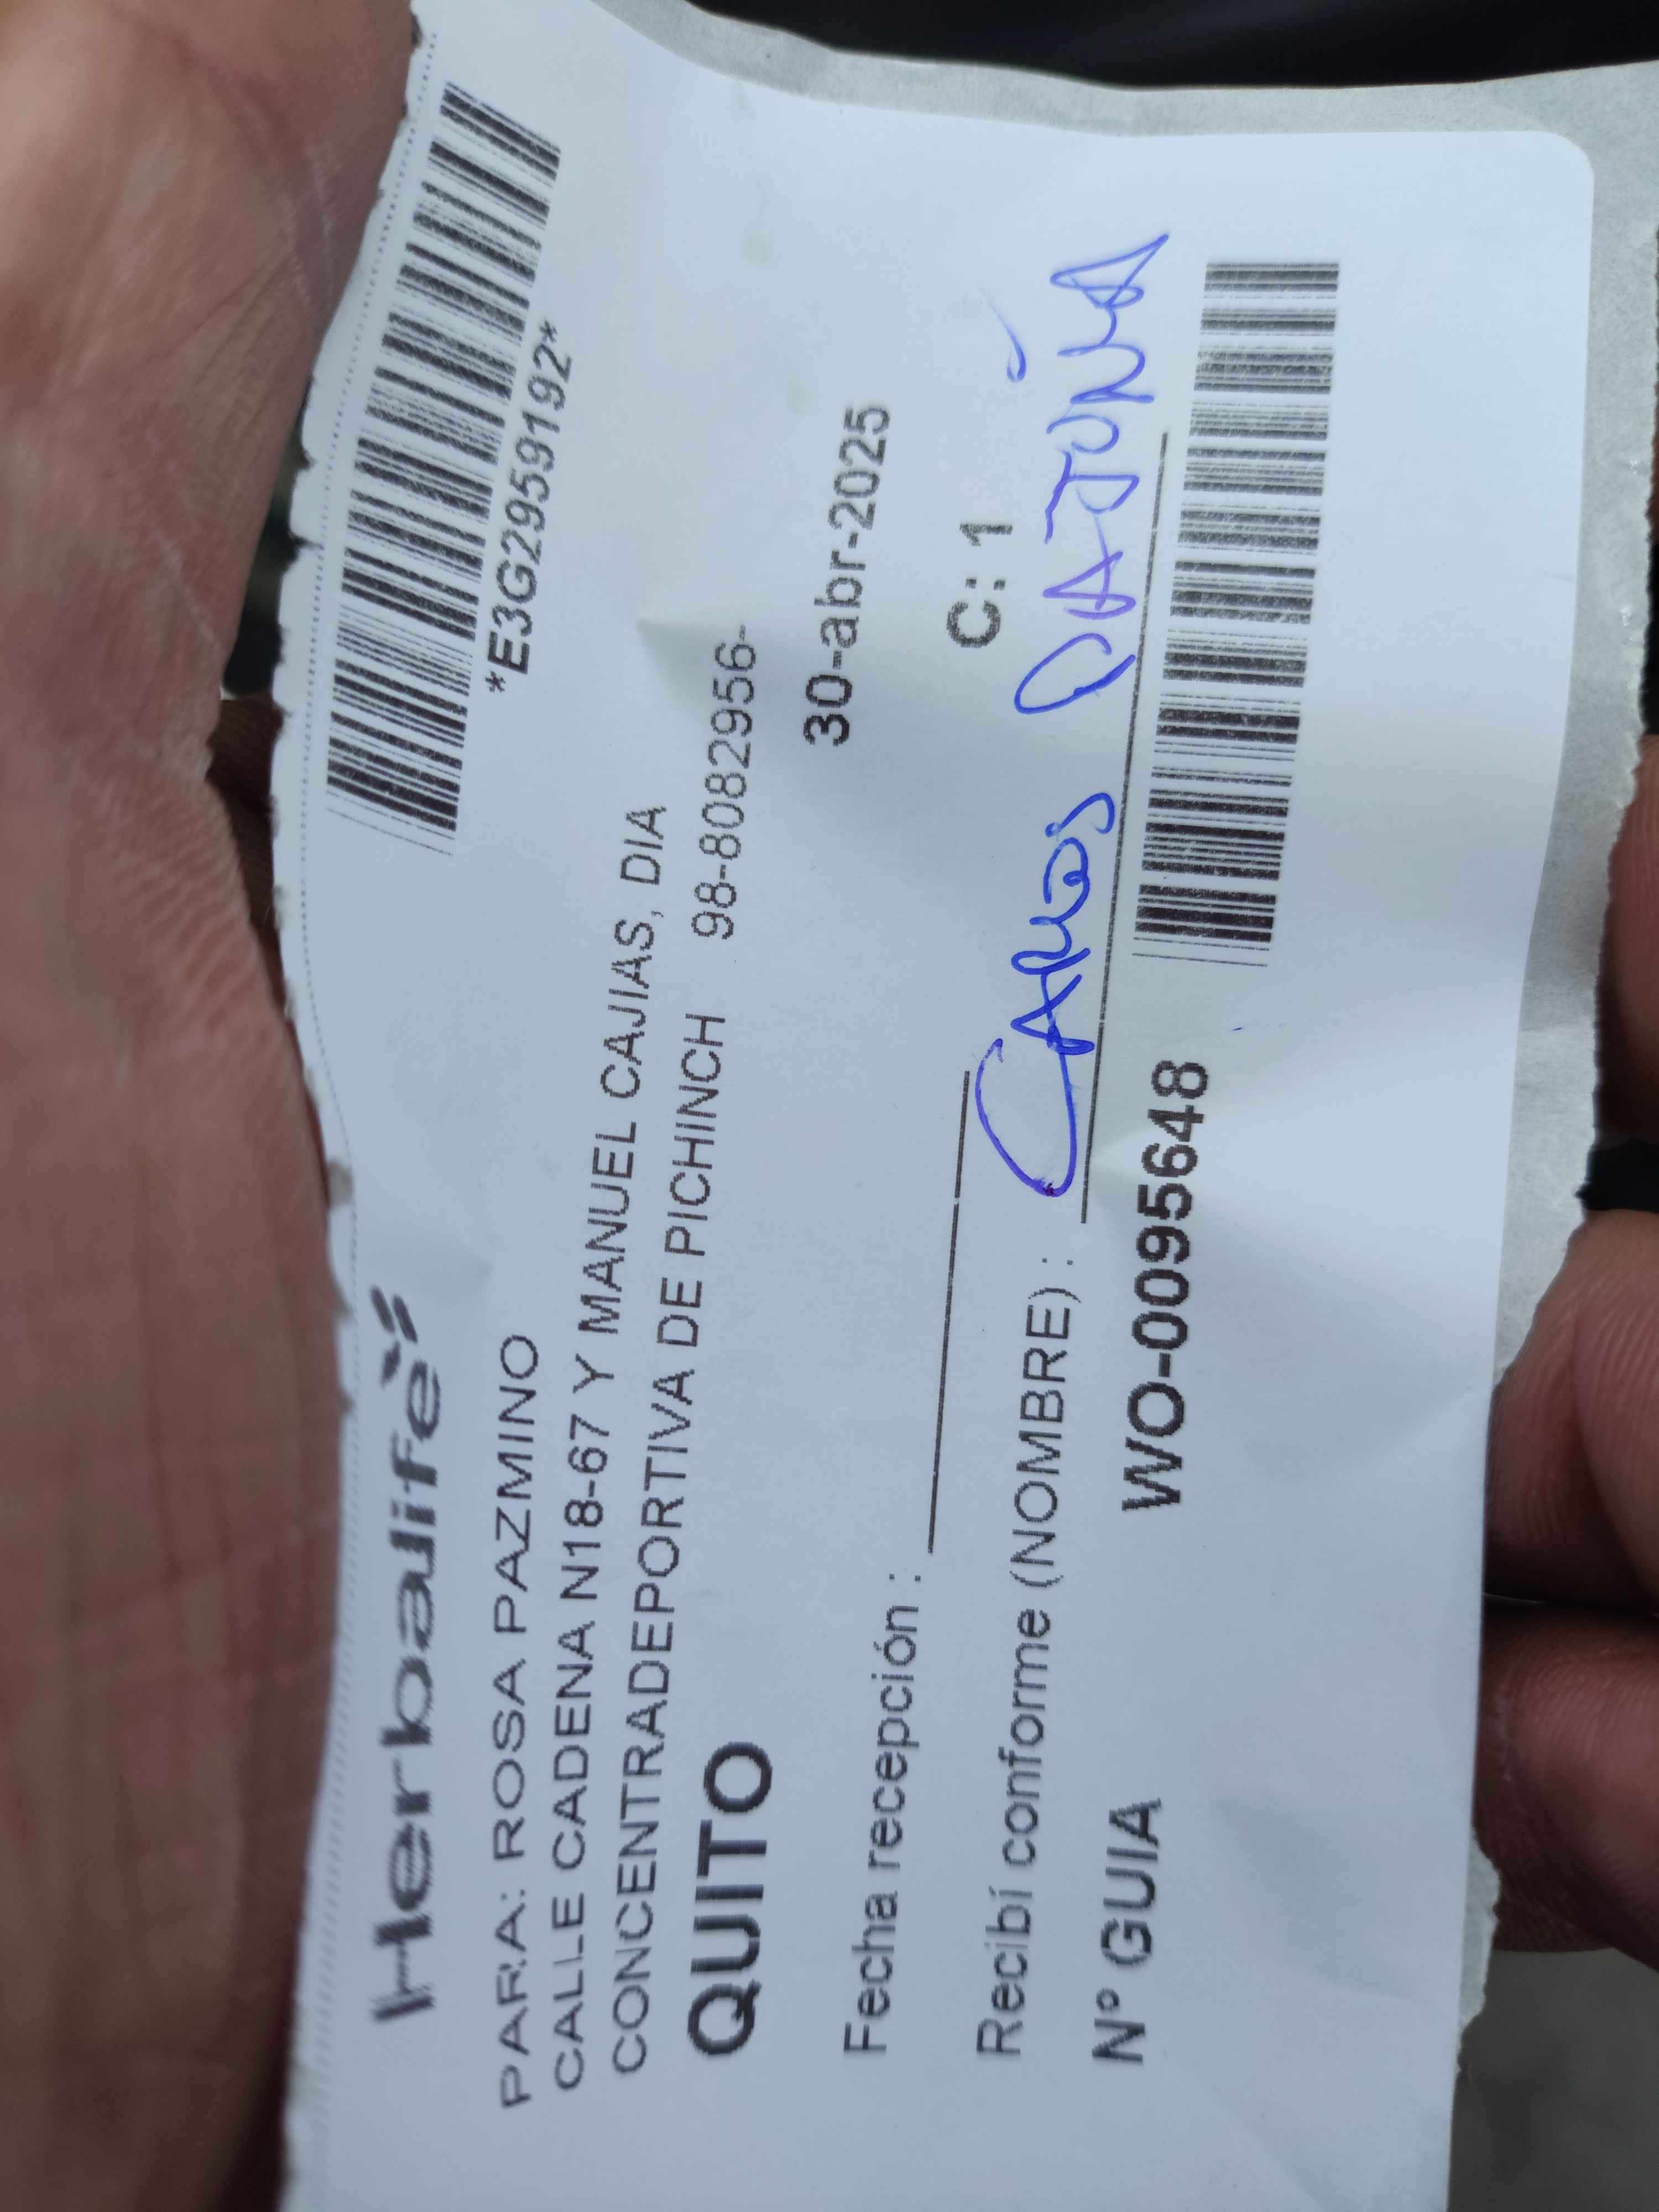 Herbalife
*E3G2959192*
PARA: ROSA PAZMINO
CALLE CADENA N18-67 Y MANUEL CAJIAS, DIA
CONCENTRADEPORTIVA DE PICHINCH 98-8082956-
QUITO
30-abr-2025
Fecha recepción :
C: 1
Recibí conforme (NOMBRE) : CARLOS
Nº GUIA WO-0095648